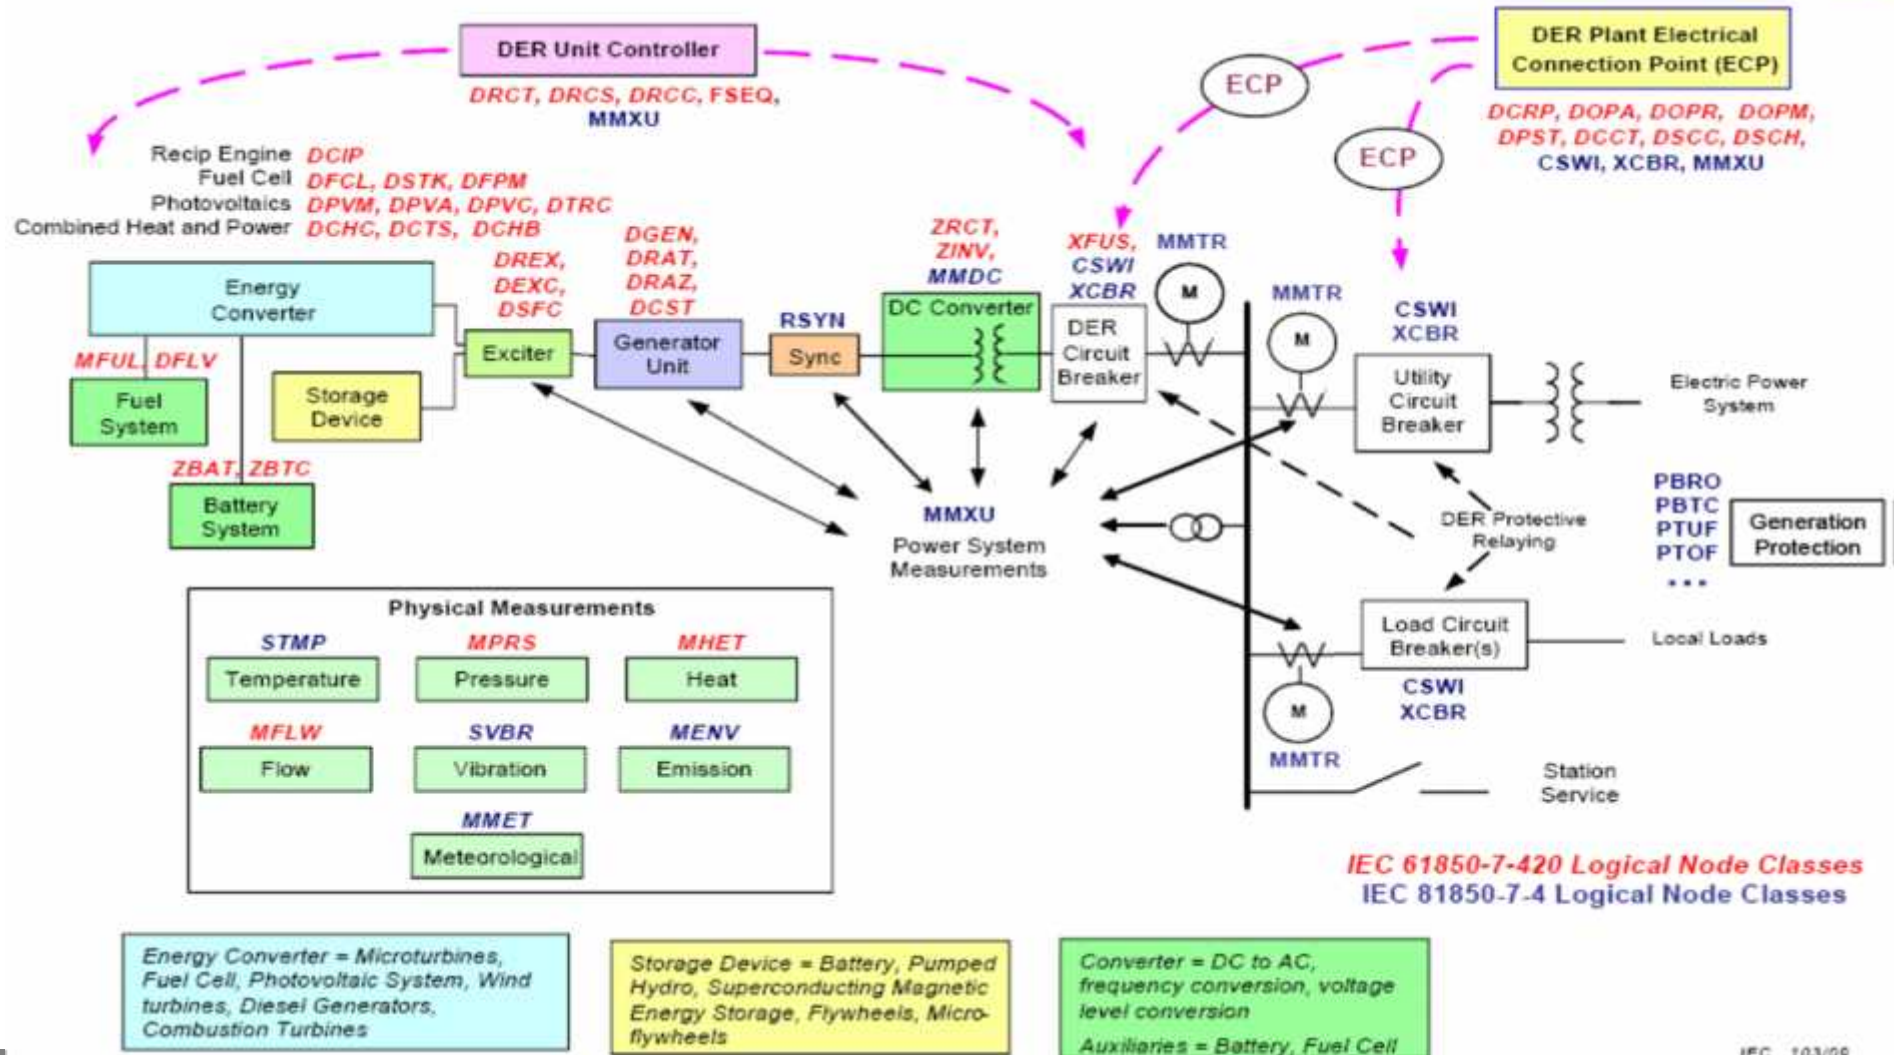 DER Unit Controller
DRCT, DRCS, DRCC, FSEQ,
MMXU
DER Plant Electrical
Connection Point (ECP)
DCRP, DOPA, DOPR, DOPM,
DPST, DCCT, DSCC, DSCH,
CSWI, XCBR, MMXU
ECP
ECP
Recip Engine DCIP
Fuel Cell DFCL, DSTK, DFPM
Photovoltaics DPVM, DPVA, DPVC, DTRC
Combined Heat and Power DCHC, DCTS, DCHB
Energy
Converter
MFUL, DFLV
Fuel
System
Storage
Device
ZBAT, ZBTC
Battery
System
DREX,
DEXC,
DSFC
Exciter
DGEN,
DRAT,
DRAZ,
DCST
Generator
Unit
RSYN
Sync
ZRCT,
ZINV,
MMDC
DC Converter
XFUS,
CSWI
XCBR
DER
Circuit
Breaker
MMTR
M
MMTR
M
CSWI
XCBR
Utility
Circuit
Breaker
Electric Power
System
MMXU
Power System
Measurements
DER Protective
Relaying
PBRO
PBTC
PTUF
PTOF
...
Generation
Protection
Load Circuit
Breaker(s)
CSWI
XCBR
Local Loads
M
MMTR
Station
Service
Physical Measurements
STMP
Temperature
MPRS
Pressure
MHET
Heat
MFLW
Flow
SVBR
Vibration
MENV
Emission
MMET
Meteorological
IEC 61850-7-420 Logical Node Classes
IEC 81850-7-4 Logical Node Classes
Energy Converter = Microturbines,
Fuel Cell, Photovoltaic System, Wind
turbines, Diesel Generators,
Combustion Turbines
Storage Device = Battery, Pumped
Hydro, Superconducting Magnetic
Energy Storage, Flywheels, Micro-
flywheels
Converter = DC to AC,
frequency conversion, voltage
level conversion
Auxiliaries = Battery, Fuel Cell
IEC